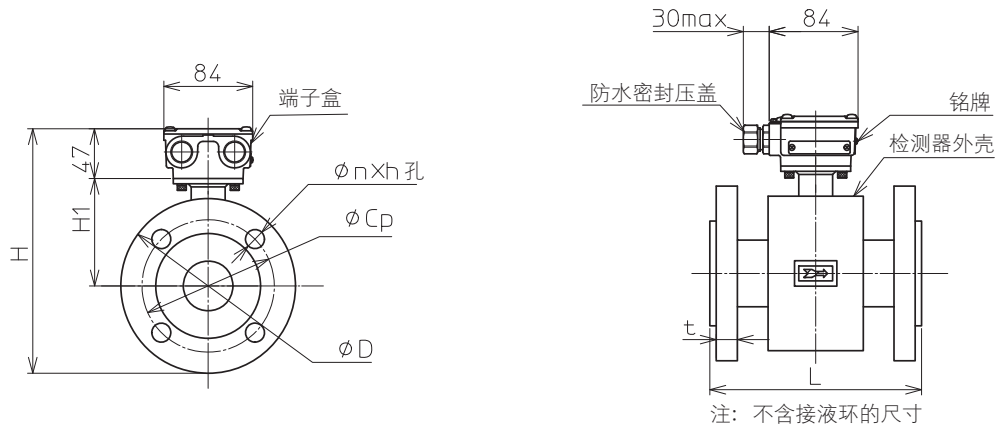 84
端子盒
47
H1
H
φn×h 孔
φCp
φD
30max
84
防水密封压盖
铭牌
检测器外壳
t
L
注: 不含接液环的尺寸